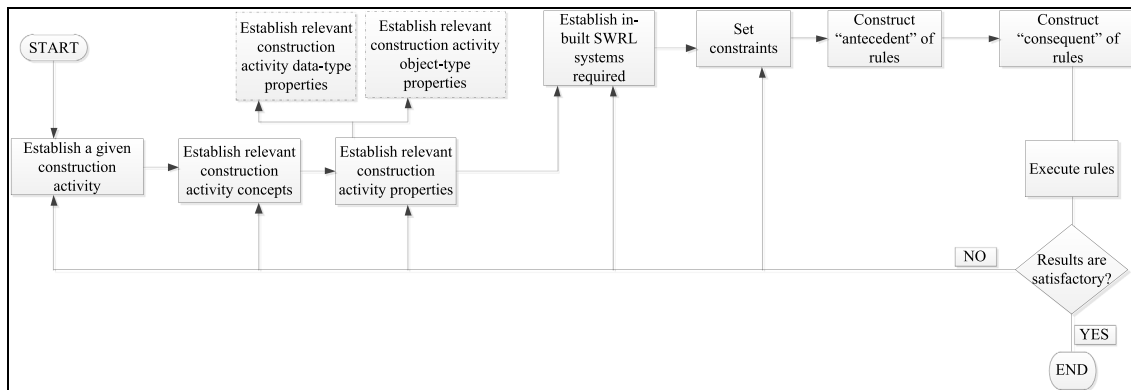 START
Establish a given
construction
activity
Establish relevant
construction
activity concepts
Establish relevant
construction
activity properties
Establish relevant
construction
activity data-type
properties
Establish relevant
construction activity
object-type
properties
Establish in-
built SWRL
systems
required
Set
constraints
Construct
“antecedent” of
rules
Construct
“consequent” of
rules
Execute rules
Results are
satisfactory?
NO
YES
END